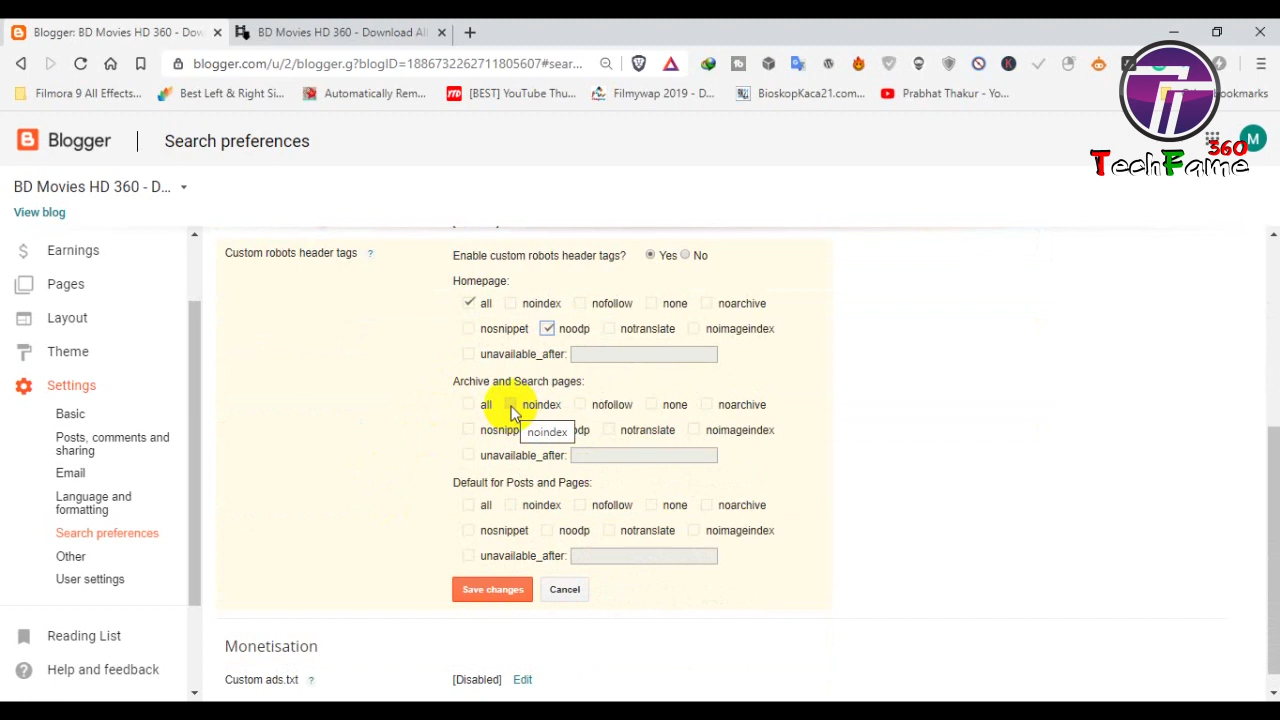 Blogger: BD Movies HD 360 - Dow
BD Movies HD 360 - Download All
blogger.com/u/2/blogger.g?blogID=1886732262711805607#sear...
Filmora 9 All Effects...
Best Left & Right Si...
Automatically Rem...
[BEST] YouTube Thu...
Filmywap 2019 – D...
BioskopKaca21.com...
Prabhat Thakur - Yo...
bookmarks
Blogger
Search preferences
M
360
TechFame
BD Movies HD 360 - D...
View blog
Earnings
Pages
Layout
Theme
Settings
Basic
Posts, comments and
sharing
Email
Language and
formatting
Search preferences
Other
User settings
Reading List
Help and feedback
Custom robots header tags ?
Enable custom robots header tags? Yes No
Homepage:
all noindex nofollow none noarchive
nosnippet noodp notranslate noimageindex
unavailable_after:
Archive and Search pages:
all noindex nofollow none noarchive
nosnipp dp notranslate noimageindex
noindex
unavailable_after:
Default for Posts and Pages:
all noindex nofollow none noarchive
nosnippet noodp notranslate noimageindex
unavailable_after:
Save changes Cancel
Monetisation
Custom ads.txt ? [Disabled] Edit